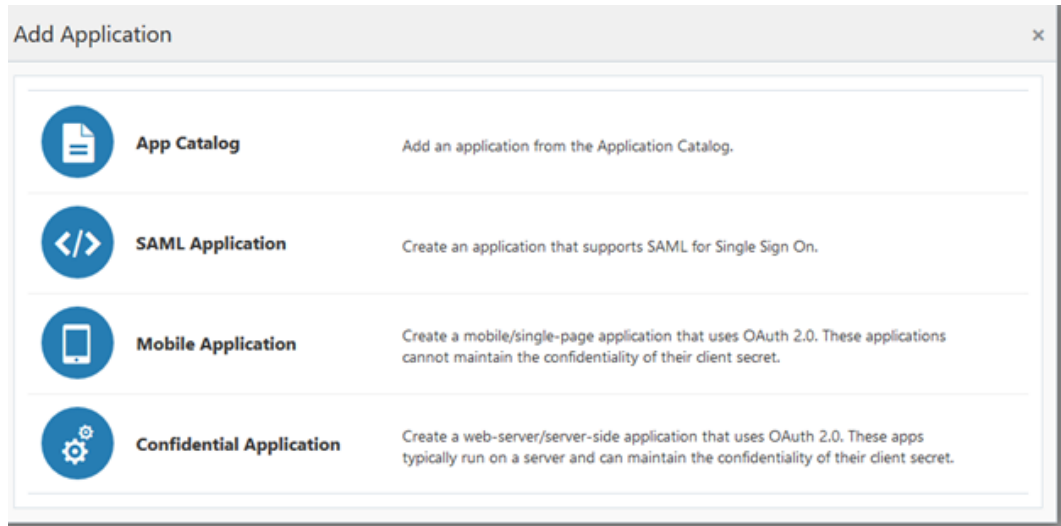 Add Application ×
App Catalog
Add an application from the Application Catalog.
</>
SAML Application
Create an application that supports SAML for Single Sign On.
Mobile Application
Create a mobile/single-page application that uses OAuth 2.0. These applications
cannot maintain the confidentiality of their client secret.
Confidential Application
Create a web-server/server-side application that uses OAuth 2.0. These apps
typically run on a server and can maintain the confidentiality of their client secret.